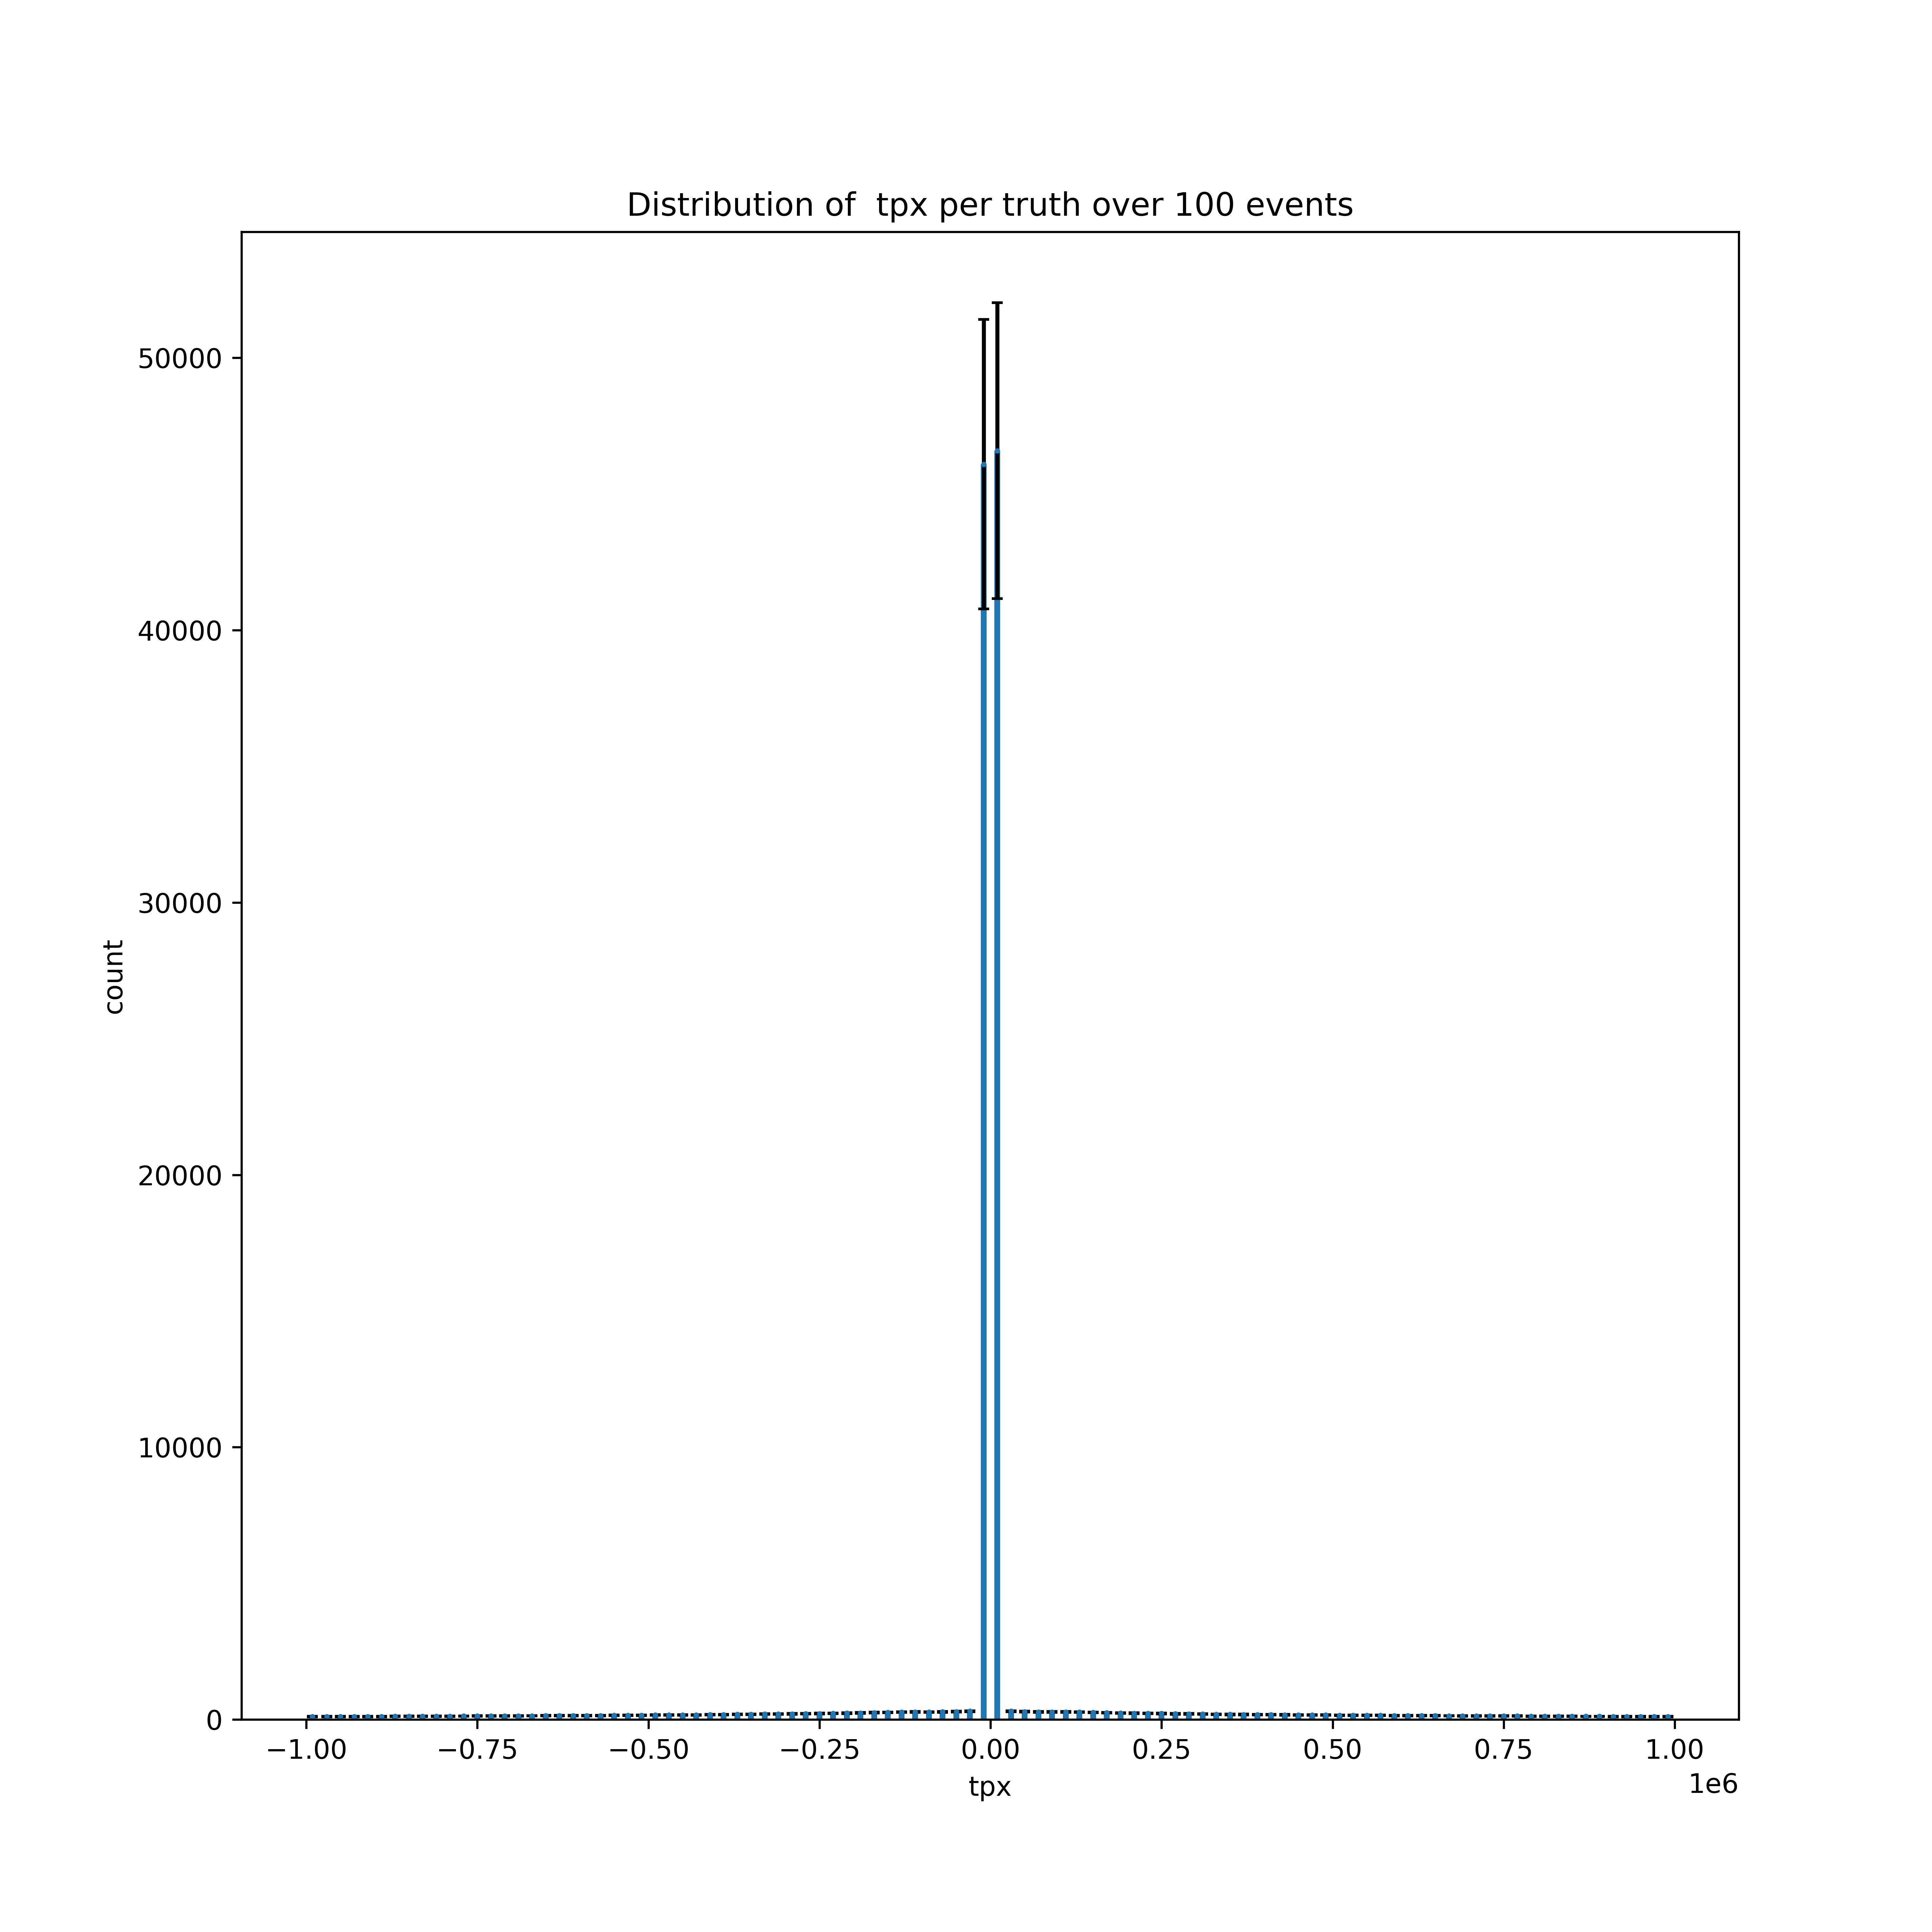 Distribution of  tpx per truth over 100 events
50000
40000
30000
20000
10000
0
count
−1.00 −0.75 −0.50 −0.25 0.00 0.25 0.50 0.75 1.00
tpx
1e6